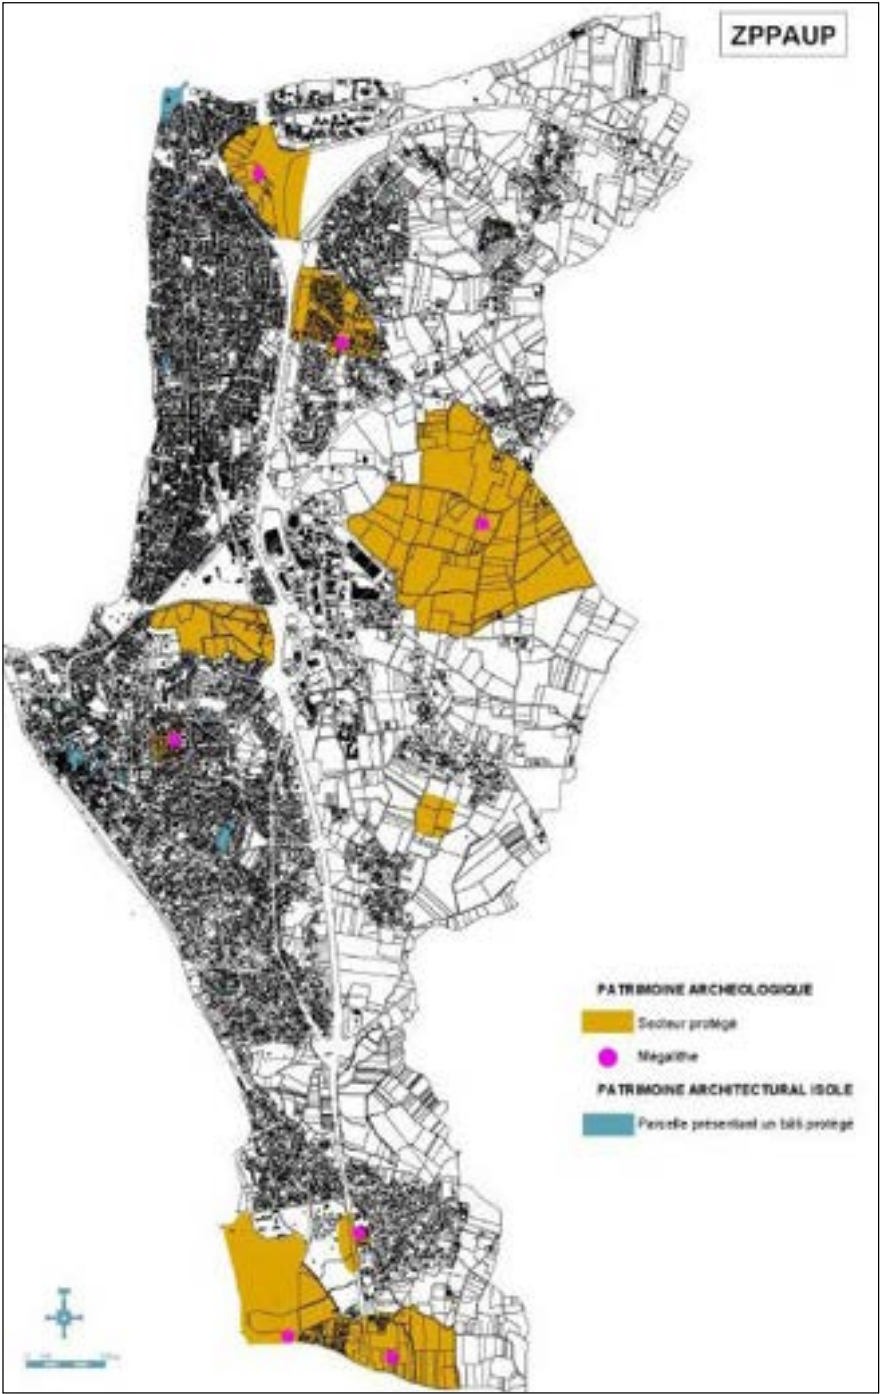 ZPPAUP
PATRIMOINE ARCHEOLOGIQUE
Secteur protégé
Mégalithe
PATRIMOINE ARCHITECTURAL ISOLE
Parcelle présentant un bâti protégé